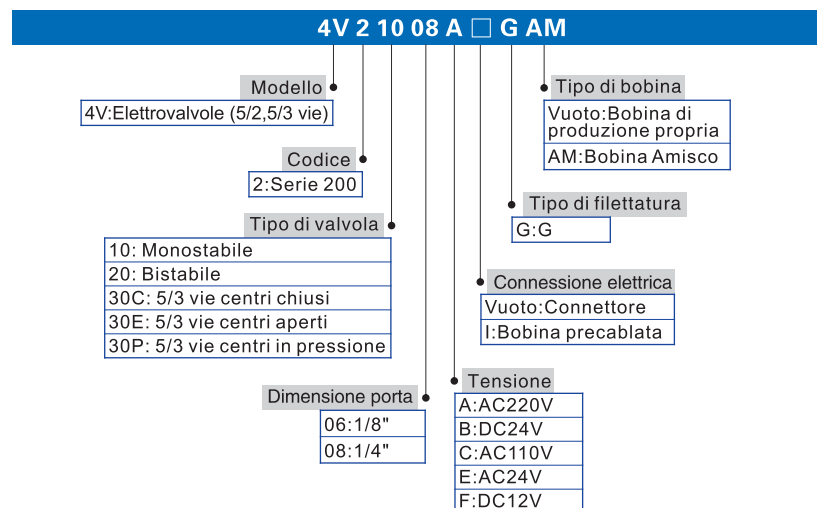 4V 2 10 08 A □ G AM
Modello
4V:Elettrovalvole (5/2,5/3 vie)
Codice
2:Serie 200
Tipo di valvola
10: Monostabile
20: Bistabile
30C: 5/3 vie centri chiusi
30E: 5/3 vie centri aperti
30P: 5/3 vie centri in pressione
Dimensione porta
06:1/8"
08:1/4"
Tensione
A:AC220V
B:DC24V
C:AC110V
E:AC24V
F:DC12V
Connessione elettrica
Vuoto:Connettore
I:Bobina precablata
Tipo di filettatura
G:G
Tipo di bobina
Vuoto:Bobina di
produzione propria
AM:Bobina Amisco